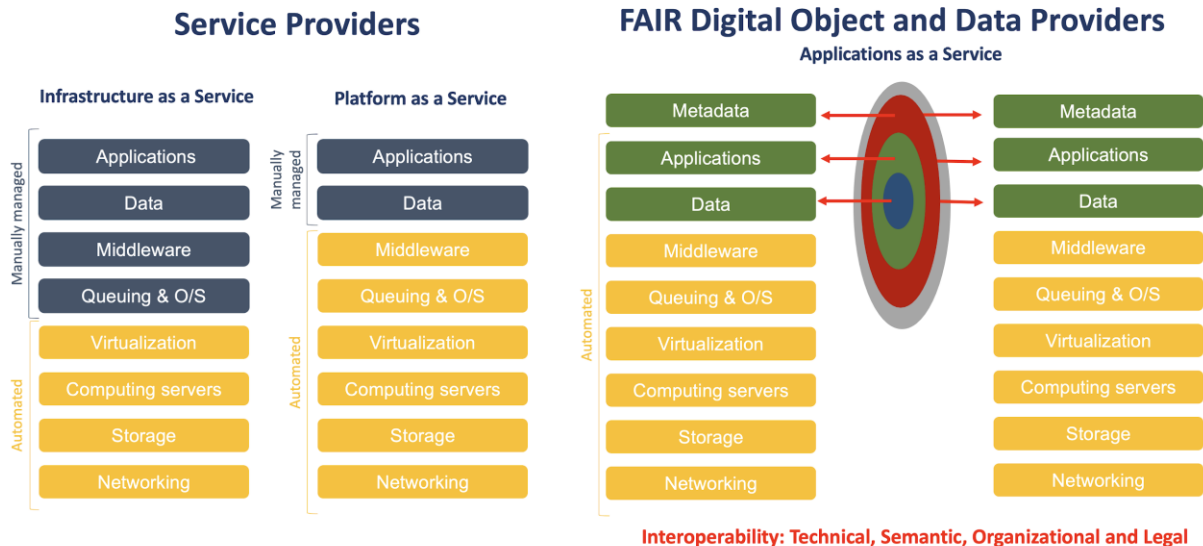 Service Providers
FAIR Digital Object and Data Providers
Applications as a Service
Infrastructure as a Service
Platform as a Service
Manually managed
Applications
Data
Middleware
Queuing & O/S
Automated
Virtualization
Computing servers
Storage
Networking
Manually
managed
Applications
Data
Automated
Middleware
Queuing & O/S
Virtualization
Computing servers
Storage
Networking
Metadata
Automated
Applications
Data
Middleware
Queuing & O/S
Virtualization
Computing servers
Storage
Networking
Metadata
Applications
Data
Middleware
Queuing & O/S
Virtualization
Computing servers
Storage
Networking
Interoperability: Technical, Semantic, Organizational and Legal